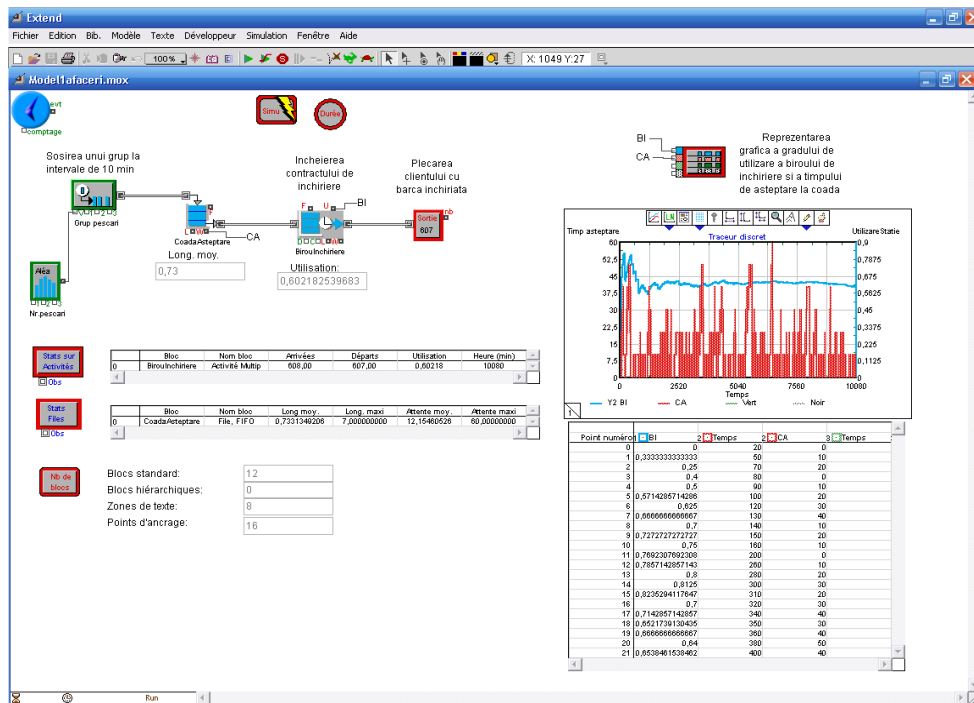 Extend
Fichier Edition Bib. Modèle Texte Développeur Simulation Fenêtre Aide
100% X: 1049 Y:27
Model1afaceri.mox
evt
comptage
Simu
Durée
Sosirea unui grup la
intervale de 10 min
Grup pescari
CoadaAsteptare
CA
Long. moy.
0,73
Incheierea
contractului de
inchiriere
F U
BI
BirouInchiriere
Utilisation:
0,602182539683
Plecarea
clientului cu
barca inchiriata
Sortie
607
nb
Aléa
Nr.pescari
BI
CA
Reprezentarea
grafica a gradului de
utilizare a biroului de
inchiriere si a timpului
de asteptare la coada
Timp asteptare
Traceur discret
Utilizare Statie
60
52,5
45
37,5
30
22,5
15
7,5
0
0,9
0,7875
0,675
0,5625
0,45
0,3375
0,225
0,1125
0
0 2520 5040 7560 10080
Temps
Y2 BI CA Vert Noir
1
Stats sur
Activités
Obs
Bloc Nom bloc Arrivées Départs Utilisation Heure (min)
0 BirouInchiriere Activité Multip 608,00 607,00 0,60218 10080
Stats
Files
Obs
Bloc Nom bloc Long moy. Long. maxi Attente moy. Attente maxi
0 CoadaAsteptare File, FIFO 0,7331349206 7,000000000 12,15460526 60,00000000
Nb de
blocs
Blocs standard: 12
Blocs hiérarchiques: 0
Zones de texte: 8
Points d'ancrage: 16
Point numéro BI 2 Temps 2 CA 3 Temps
0 0 20 0
1 0,3333333333333 50 10
2 0,25 70 20
3 0,4 80 0
4 0,5 90 10
5 0,5714285714286 100 20
6 0,625 120 30
7 0,6666666666667 130 40
8 0,7 140 10
9 0,7272727272727 150 20
10 0,75 160 10
11 0,7692307692308 200 0
12 0,7857142857143 260 10
13 0,8 280 20
14 0,8125 300 30
15 0,8235294117647 310 20
16 0,7 320 30
17 0,7142857142857 340 40
18 0,6521739130435 350 30
19 0,6666666666667 360 40
20 0,64 380 50
21 0,6538461538462 400 40
Run